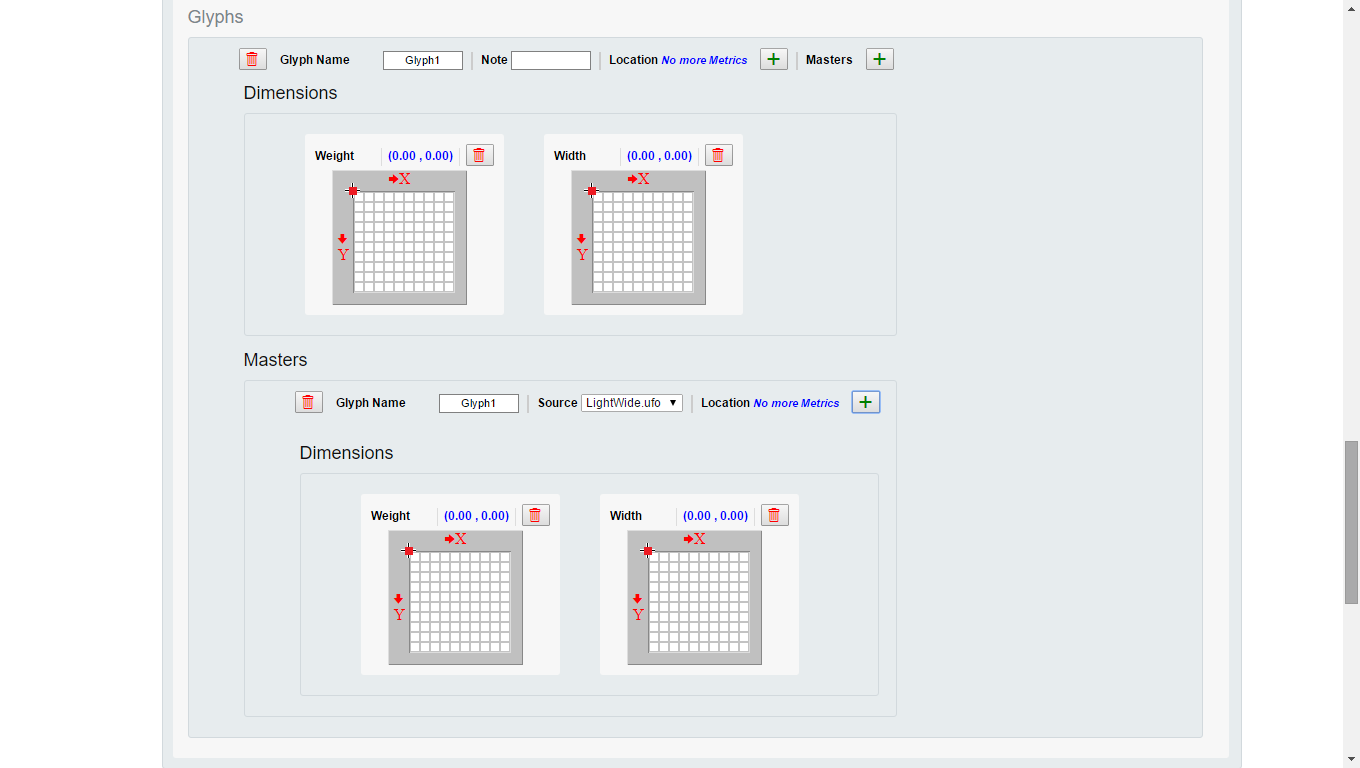 Glyphs
Glyph Name Glyph1 Note Location No more Metrics + Masters +
Dimensions
Weight (0.00 , 0.00) Width (0.00 , 0.00)
X X
Y Y
Masters
Glyph Name Glyph1 Source LightWide.ufo Location No more Metrics +
Dimensions
Weight (0.00 , 0.00) Width (0.00 , 0.00)
X X
Y Y